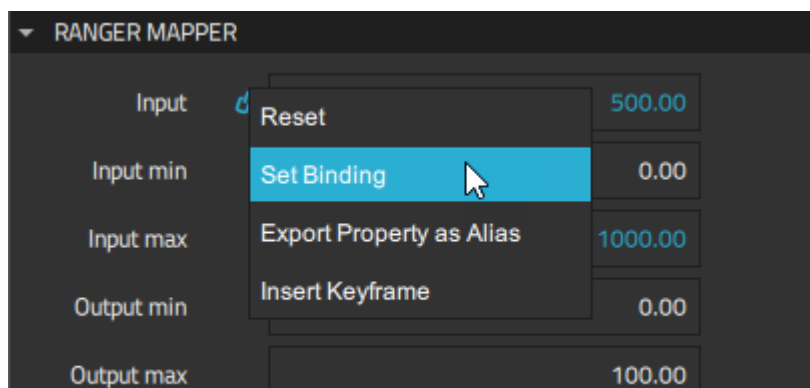 RANGER MAPPER
Input 500.00
Reset
Input min 0.00
Set Binding
Input max 1000.00
Export Property as Alias
Output min 0.00
Insert Keyframe
Output max 100.00